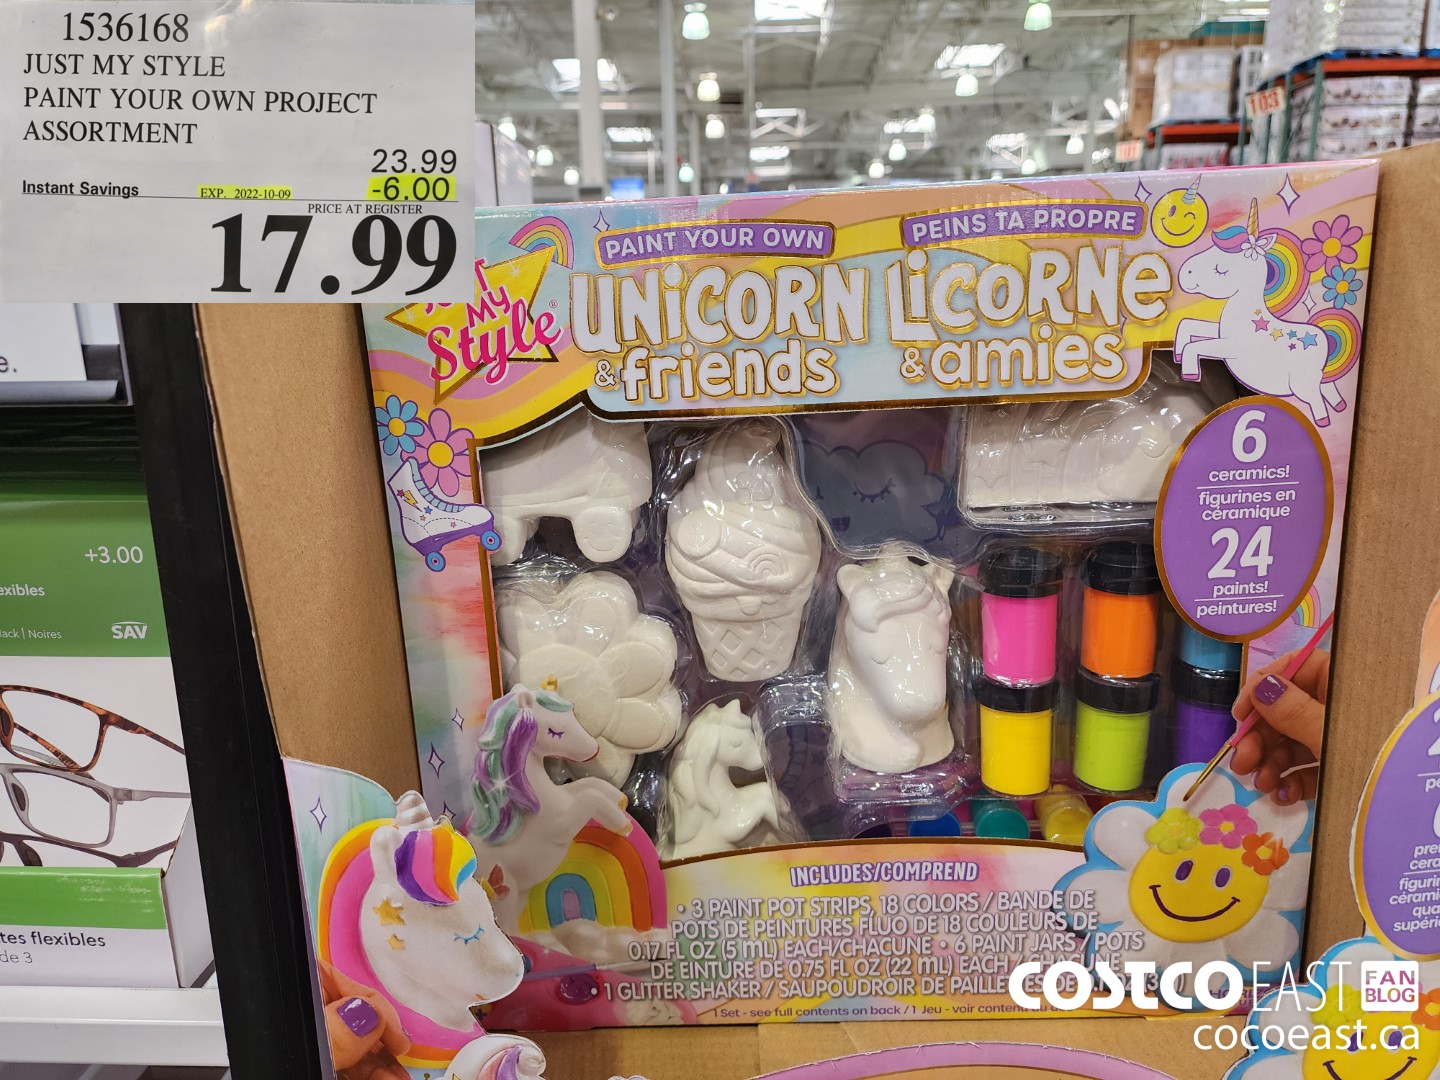 1536168
JUST MY STYLE
PAINT YOUR OWN PROJECT
ASSORTMENT
23.99
Instant Savings EXP. 2022-10-09 -6.00
PRICE AT REGISTER
17.99
103
MY
Style®
PAINT YOUR OWN
UNiCORN
& friends
PEINS TA PROPRE
LiCORNe
& amies
6
ceramics!
figurines en
céramique
24
paints!
peintures!
INCLUDES/COMPREND
• 3 PAINT POT STRIPS, 18 COLORS / BANDE DE
POTS DE PEINTURES FLUO DE 18 COULEURS DE
0.17 FL OZ (5 mL) EACH/CHACUNE • 6 PAINT JARS / POTS
DE EINTURE DE 0.75 FL OZ (22 mL) EACH / CHACUNE
• 1 GLITTER SHAKER / SAUPOUDROIR DE PAILLE
1 Set - see full contents on back / 1 Jeu - voir contenu au
+3.00
exibles
lack | Noires
SAV
tes flexibles
de 3
e.
COSTCO EAST FAN BLOG
cocoeast.ca